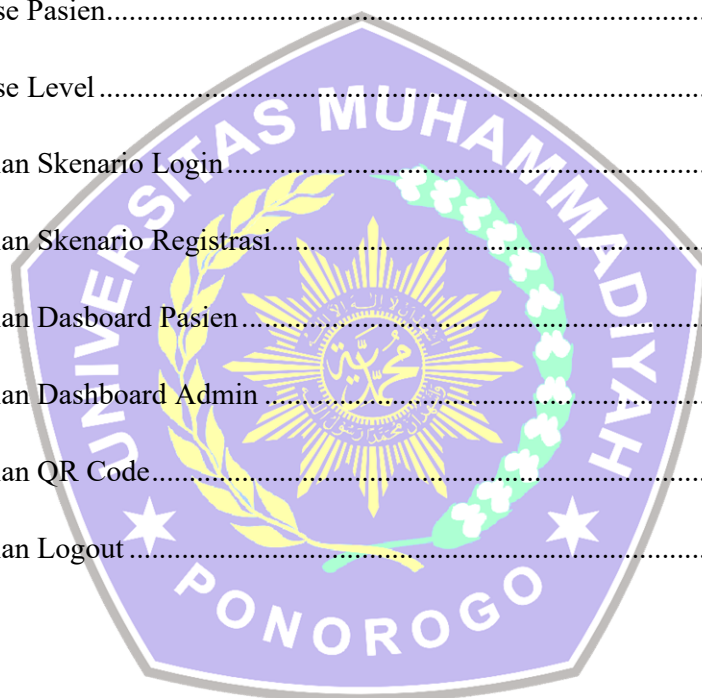 se Pasien.......................................................................................
se Level........................................................................................
an Skenario Login.......................................................................
an Skenario Registrasi................................................................
an Dasboard Pasien.....................................................................
an Dashboard Admin..................................................................
an QR Code.................................................................................
an Logout....................................................................................
UNIVERSITAS MUHAMMADIYAH
PONOROGO
محمدية